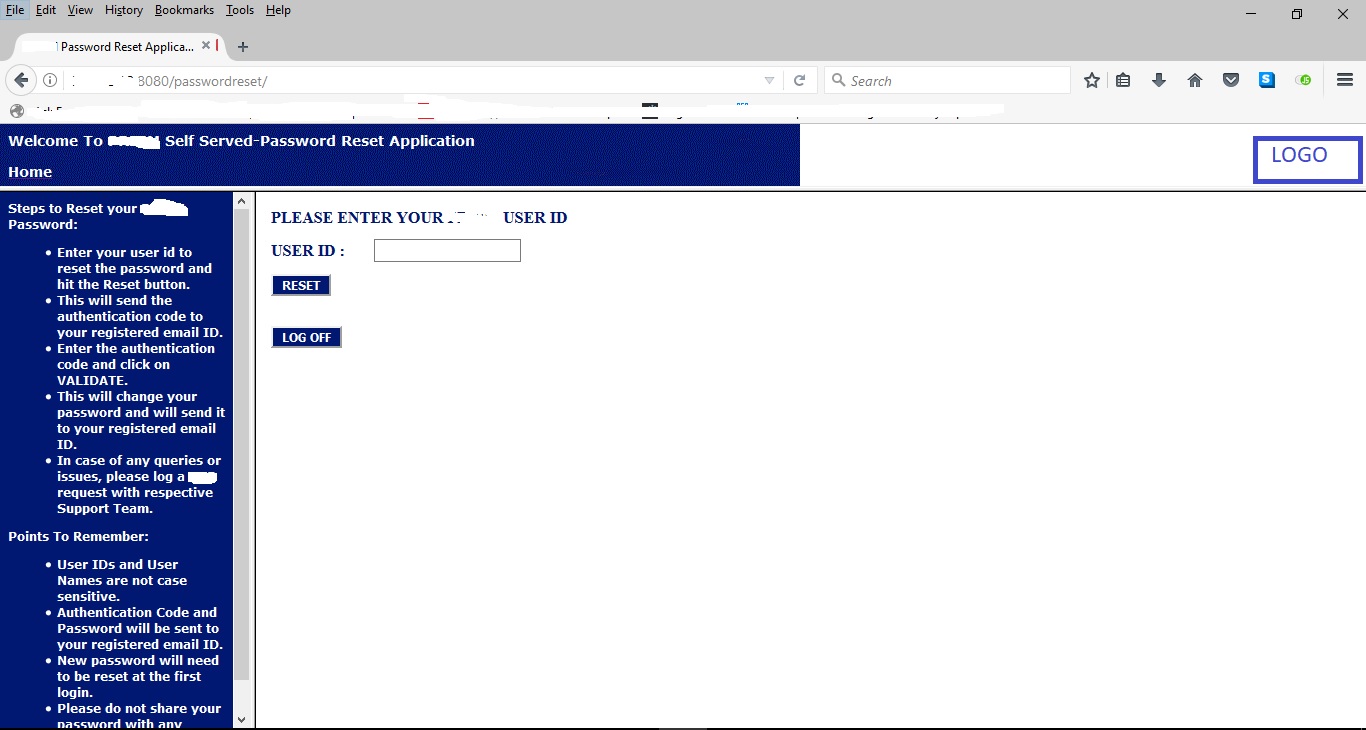 File Edit View History Bookmarks Tools Help
Password Reset Applica...
8080/passwordreset/
Search
Welcome To Self Served-Password Reset Application
Home
LOGO
Steps to Reset your
Password:
• Enter your user id to
reset the password and
hit the Reset button.
• This will send the
authentication code to
your registered email ID.
• Enter the authentication
code and click on
VALIDATE.
• This will change your
password and will send it
to your registered email
ID.
• In case of any queries or
issues, please log a
request with respective
Support Team.
Points To Remember:
• User IDs and User
Names are not case
sensitive.
• Authentication Code and
Password will be sent to
your registered email ID.
• New password will need
to be reset at the first
login.
• Please do not share your
password with any
PLEASE ENTER YOUR USER ID
USER ID :
RESET
LOG OFF